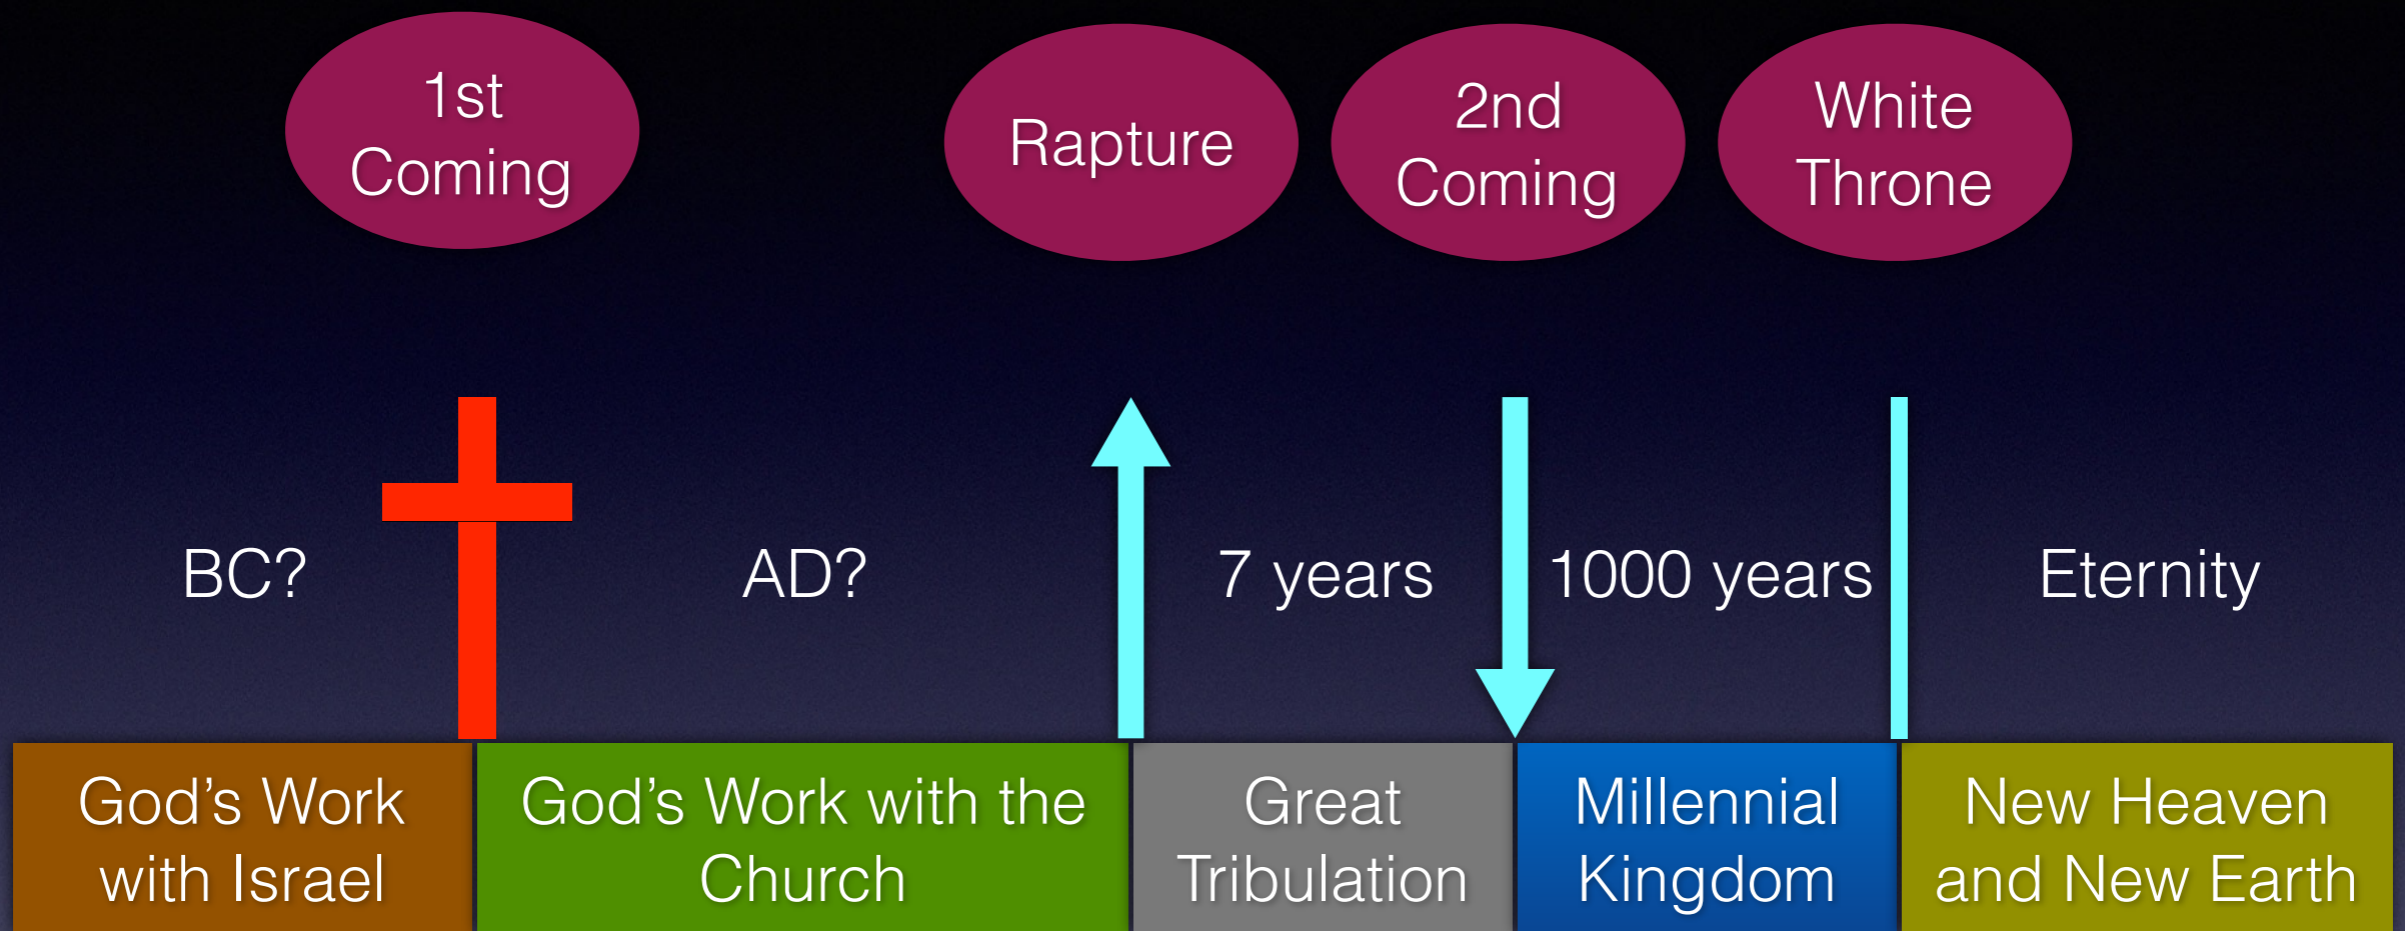 1st
Coming
Rapture
2nd
Coming
White
Throne
BC?
AD?
7 years
1000 years
Eternity
God’s Work
with Israel
God’s Work with the
Church
Great
Tribulation
Millennial
Kingdom
New Heaven
and New Earth